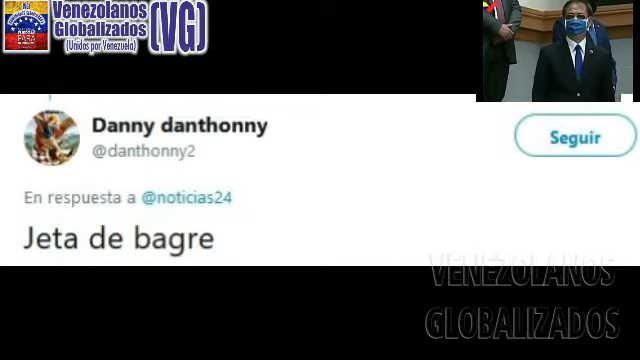 Venezolanos
Globalizados
(Unidos por Venezuela)
(VG)
Danny danthonny
@danthonny2
Seguir
En respuesta a @noticias24
Jeta de bagre
VENEZOLANOS
GLOBALIZADOS